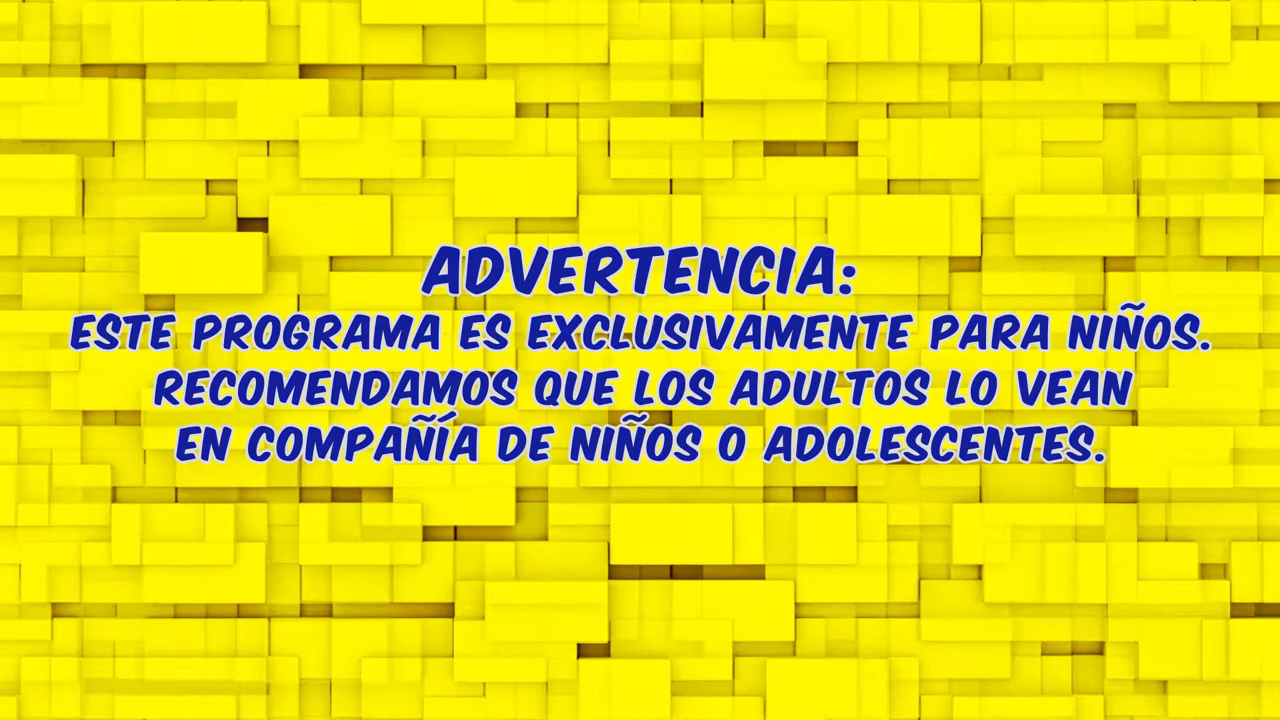 ADVERTENCIA:
ESTE PROGRAMA ES EXCLUSIVAMENTE PARA NIÑOS.
RECOMENDAMOS QUE LOS ADULTOS LO VEAN
EN COMPAÑÍA DE NIÑOS O ADOLESCENTES.